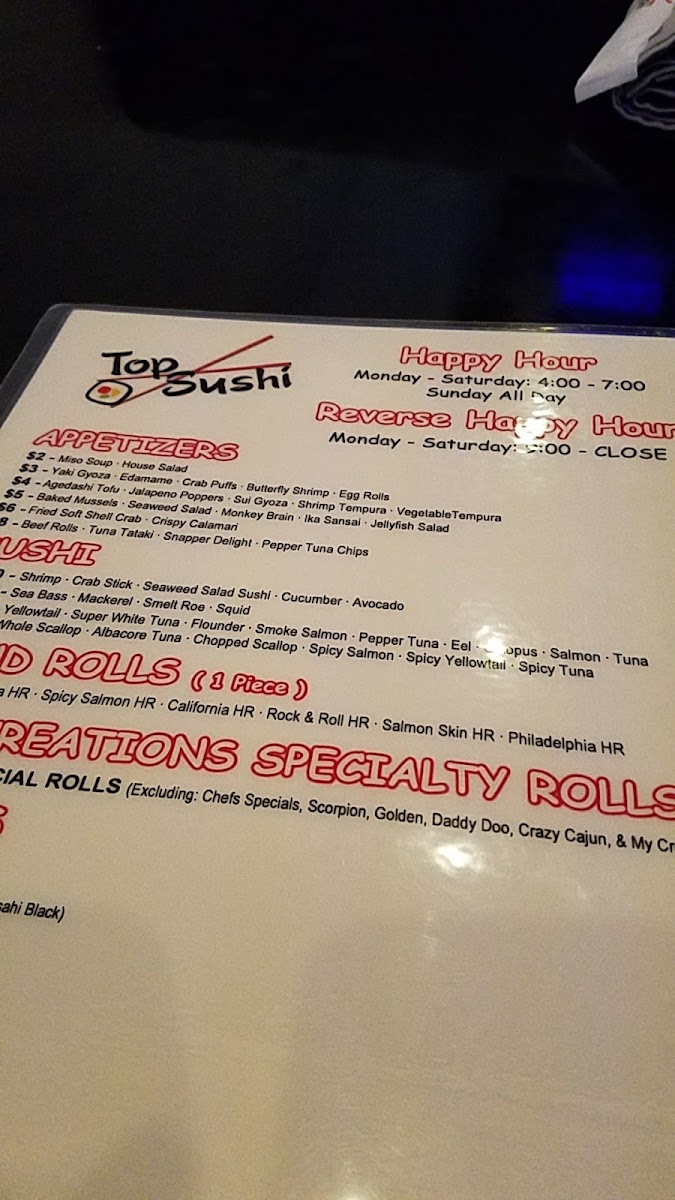 Top Sushi
Happy Hour
Monday - Saturday: 4:00 - 7:00
Sunday All Day
Reverse Happy Hour
Monday - Saturday: :00 - CLOSE
APPETIZERS
$2 - Miso Soup · House Salad
$3 - Yaki Gyoza · Edamame · Crab Puffs · Butterfly Shrimp · Egg Rolls
$4 - Agedashi Tofu · Jalapeno Poppers · Sui Gyoza · Shrimp Tempura · VegetableTempura
$5 - Baked Mussels · Seaweed Salad · Monkey Brain · Ika Sansai · Jellyfish Salad
$6 - Fried Soft Shell Crab · Crispy Calamari
8 - Beef Rolls · Tuna Tataki · Snapper Delight · Pepper Tuna Chips
USHI
- Shrimp · Crab Stick · Seaweed Salad Sushi · Cucumber · Avocado
- Sea Bass · Mackerel · Smelt Roe · Squid
Yellowtail · Super White Tuna · Flounder · Smoke Salmon · Pepper Tuna · Eel · Octopus · Salmon · Tuna
Whole Scallop · Albacore Tuna · Chopped Scallop · Spicy Salmon · Spicy Yellowtail · Spicy Tuna
ND ROLLS ( 1 Piece )
a HR · Spicy Salmon HR · California HR · Rock & Roll HR · Salmon Skin HR · Philadelphia HR
REATIONS SPECIALTY ROLLS
CIAL ROLLS (Excluding: Chefs Specials, Scorpion, Golden, Daddy Doo, Crazy Cajun, & My Cr
S
sahi Black)